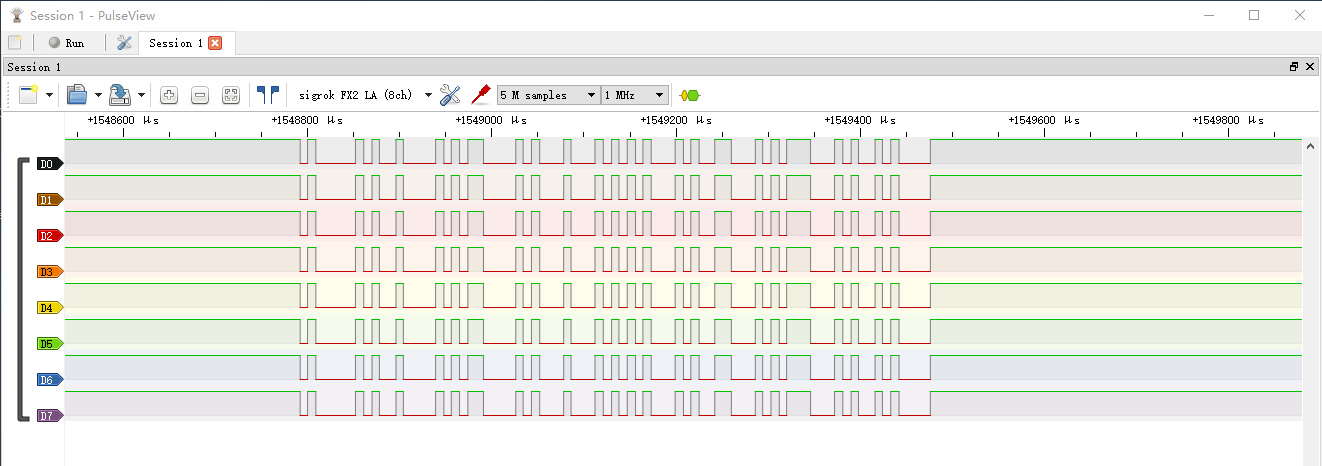 Session 1 - PulseView
Run
Session 1
Session 1
sigrok FX2 LA (8ch)
5 M samples
1 MHz
+1548600 μs
+1548800 μs
+1549000 μs
+1549200 μs
+1549400 μs
+1549600 μs
+1549800 μs
D0
D1
D2
D3
D4
D5
D6
D7